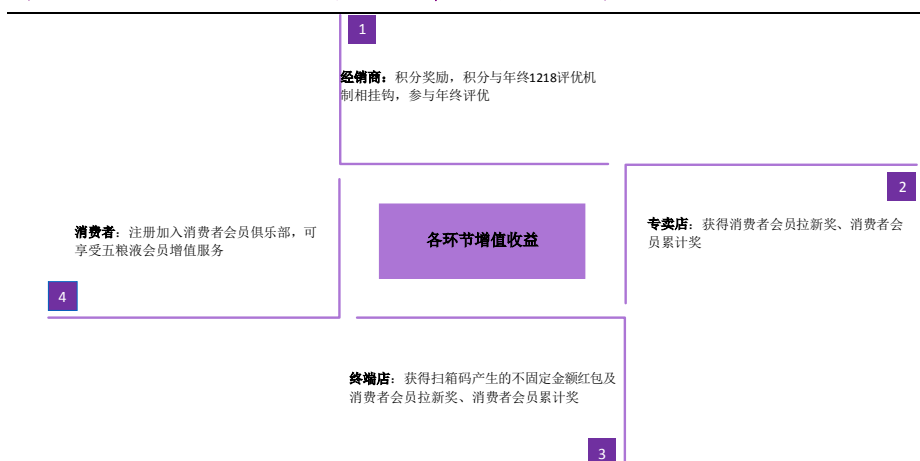 1
经销商：积分奖励，积分与年终1218评优机
制相挂钩，参与年终评优
2
专卖店：获得消费者会员拉新奖、消费者会
员累计奖
各环节增值收益
消费者：注册加入消费者会员俱乐部，可
享受五粮液会员增值服务
4
终端店：获得扫箱码产生的不固定金额红包及
消费者会员拉新奖、消费者会员累计奖
3